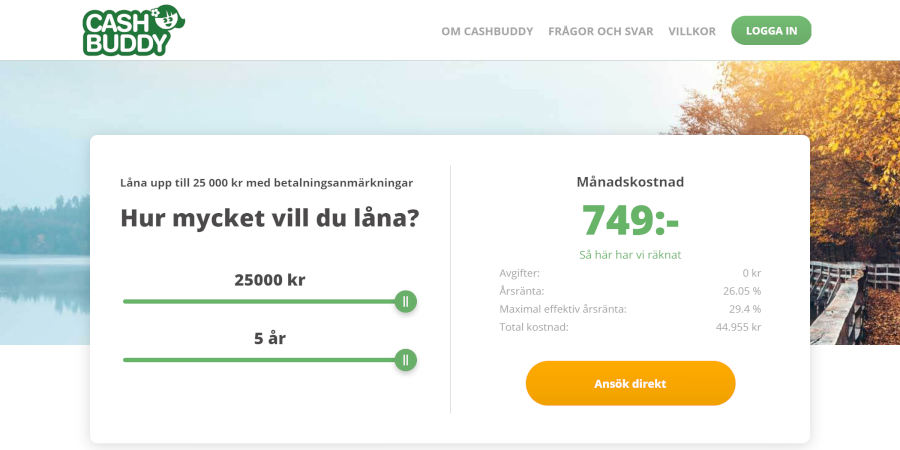 CASH
BUDDY
OM CASHBUDDY FRÅGOR OCH SVAR VILLKOR LOGGA IN
Låna upp till 25 000 kr med betalningsanmärkningar
Hur mycket vill du låna?
25000 kr
5 år
Månadskostnad
749:-
Så här har vi räknat
Avgifter: 0 kr
Årsränta: 26.05 %
Maximal effektiv årsränta: 29.4 %
Total kostnad: 44.955 kr
Ansök direkt